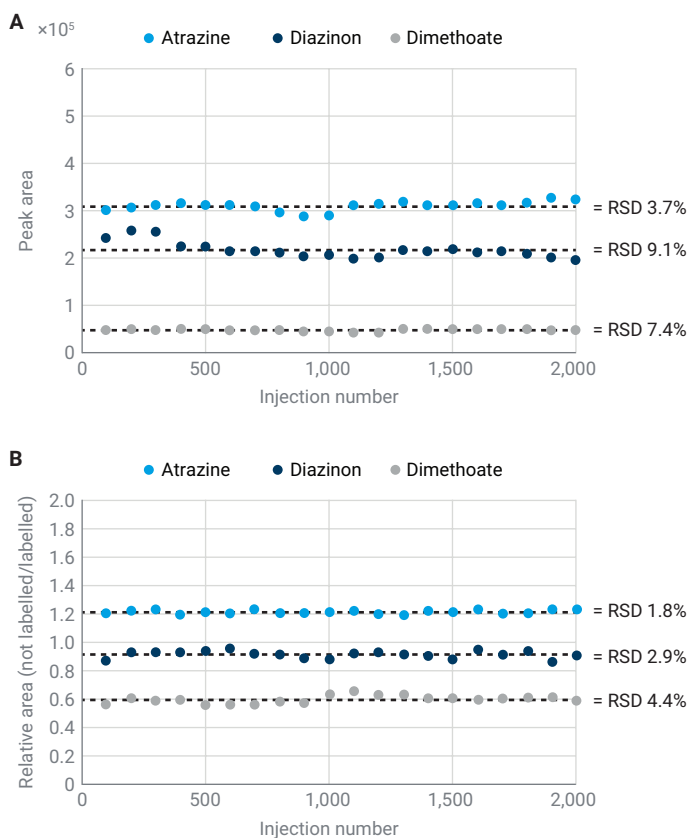 A
×10⁵
Atrazine Diazinon Dimethoate
6
5
4
3
2
1
0
Peak area
= RSD 3.7%
= RSD 9.1%
= RSD 7.4%
0 500 1,000 1,500 2,000
Injection number
B
Atrazine Diazinon Dimethoate
2.0
1.8
1.6
1.4
1.2
1.0
0.8
0.6
0.4
0.2
0
Relative area (not labelled/labelled)
= RSD 1.8%
= RSD 2.9%
= RSD 4.4%
0 500 1,000 1,500 2,000
Injection number